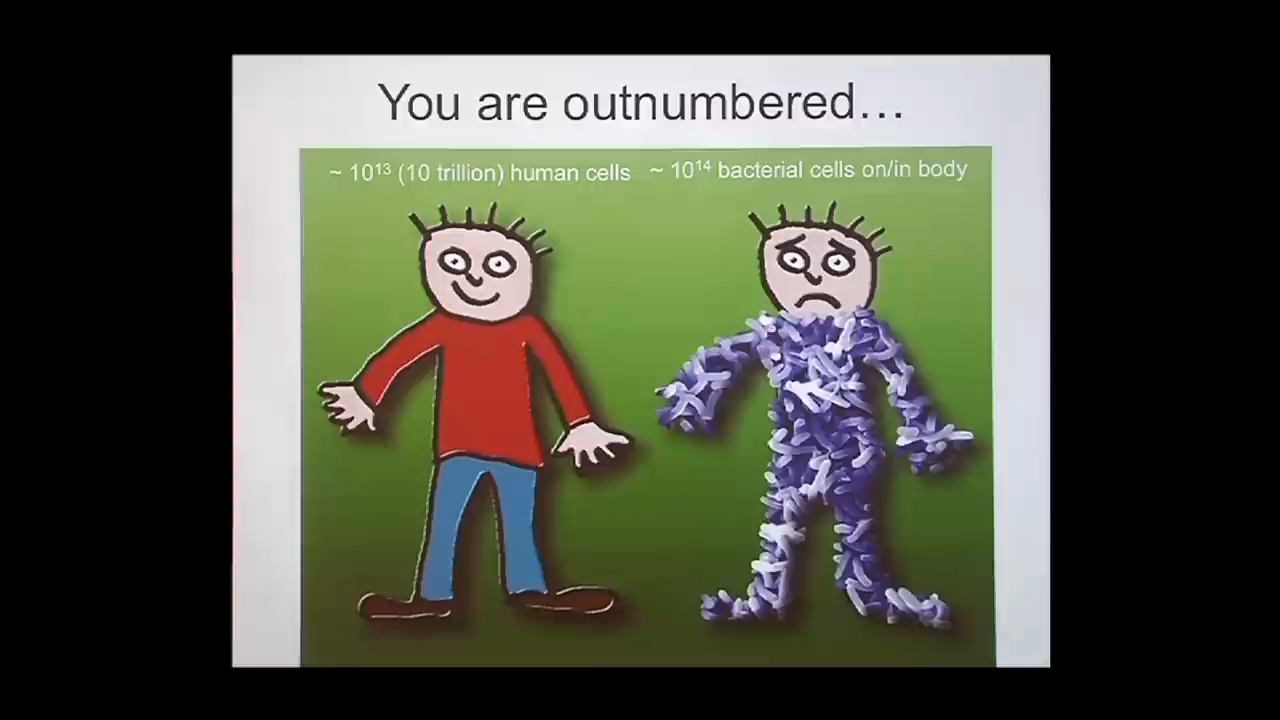 You are outnumbered...
~ 10¹³ (10 trillion) human cells ~ 10¹⁴ bacterial cells on/in body